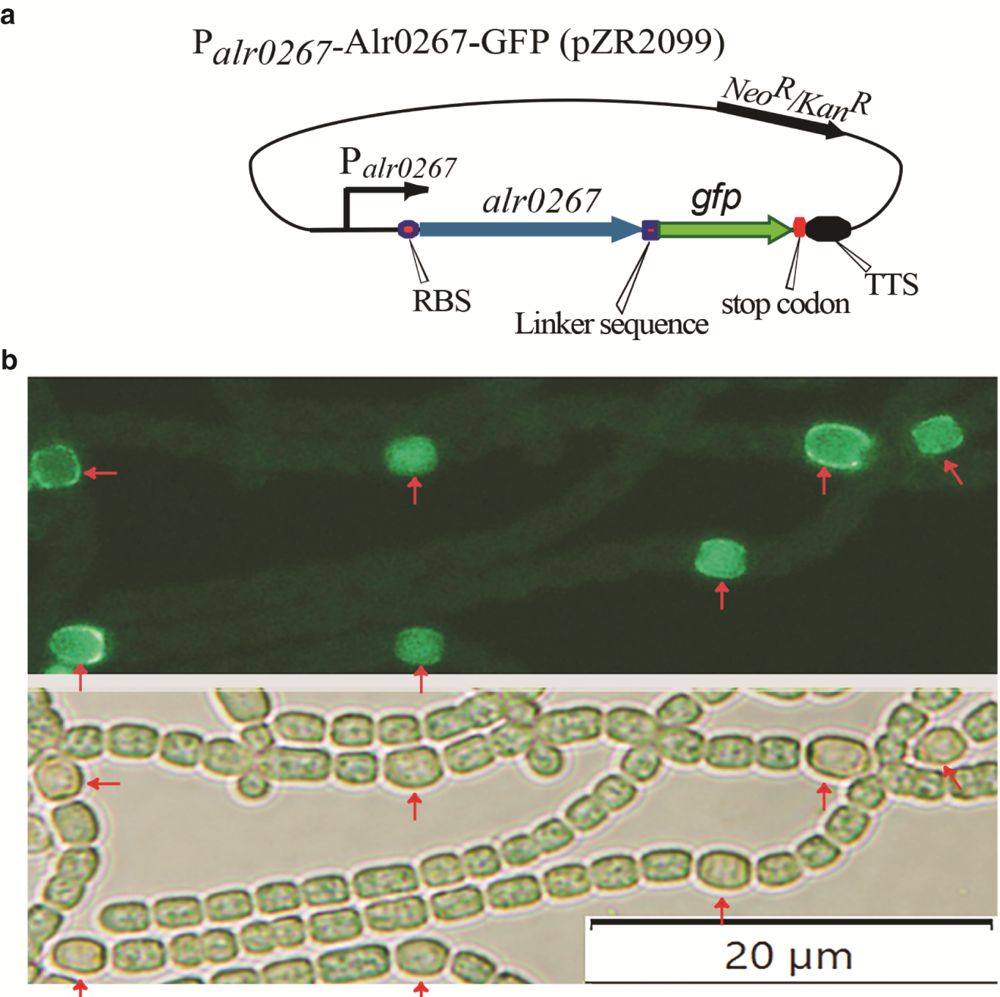 a
Palr0267-Alr0267-GFP (pZR2099)
NeoR/KanR
Palr0267
alr0267
gfp
RBS
Linker sequence
stop codon
TTS
b
20 µm